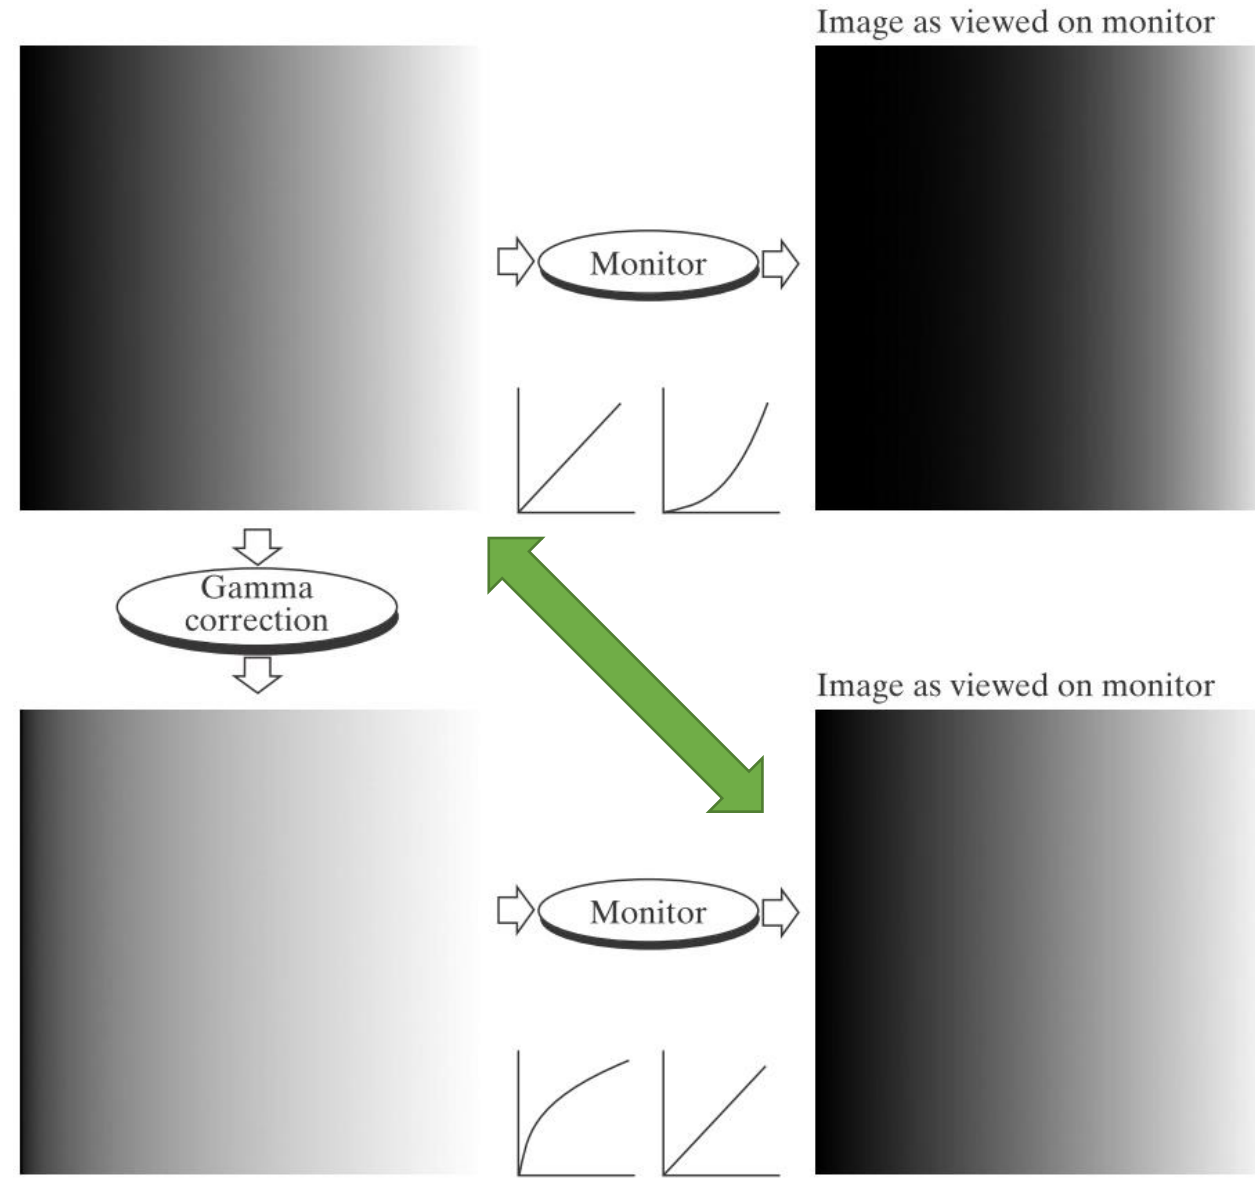 Image as viewed on monitor
Monitor
Gamma
correction
Image as viewed on monitor
Monitor